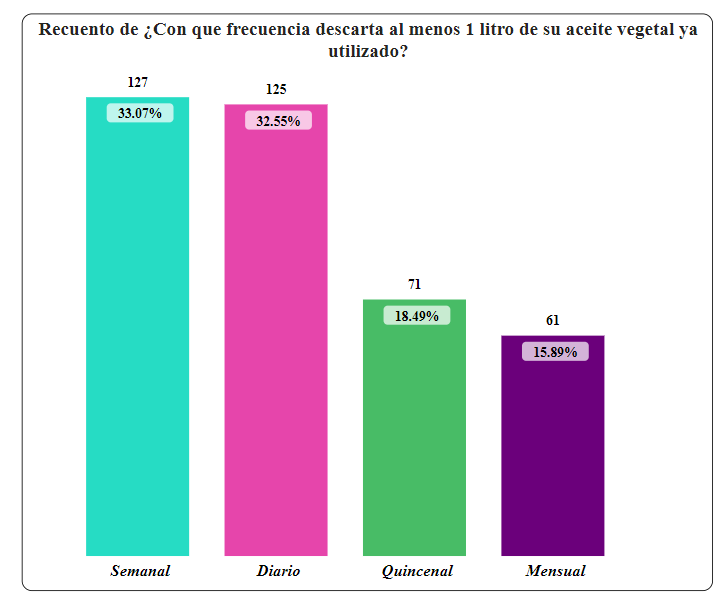 Recuento de ¿Con que frecuencia descarta al menos 1 litro de su aceite vegetal ya
utilizado?
127
125
33.07%
32.55%
71
18.49%
61
15.89%
Semanal Diario Quincenal Mensual